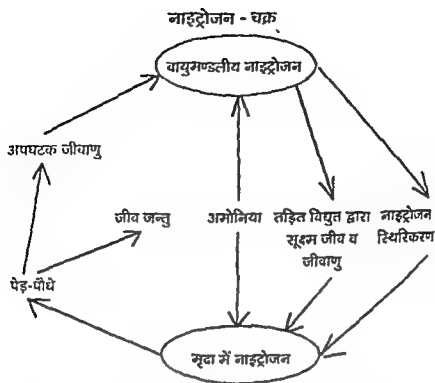 नाइट्रोजन - चक्र
वायुमण्डलीय नाइट्रोजन
अपघटक जीवाणु
जीव जन्तु
अमोनिया
तड़ित विद्युत द्वारा
सूक्ष्म जीव व
जीवाणु
नाइट्रोजन
स्थिरिकरण
पेड़-पौधे
मृदा में नाइट्रोजन